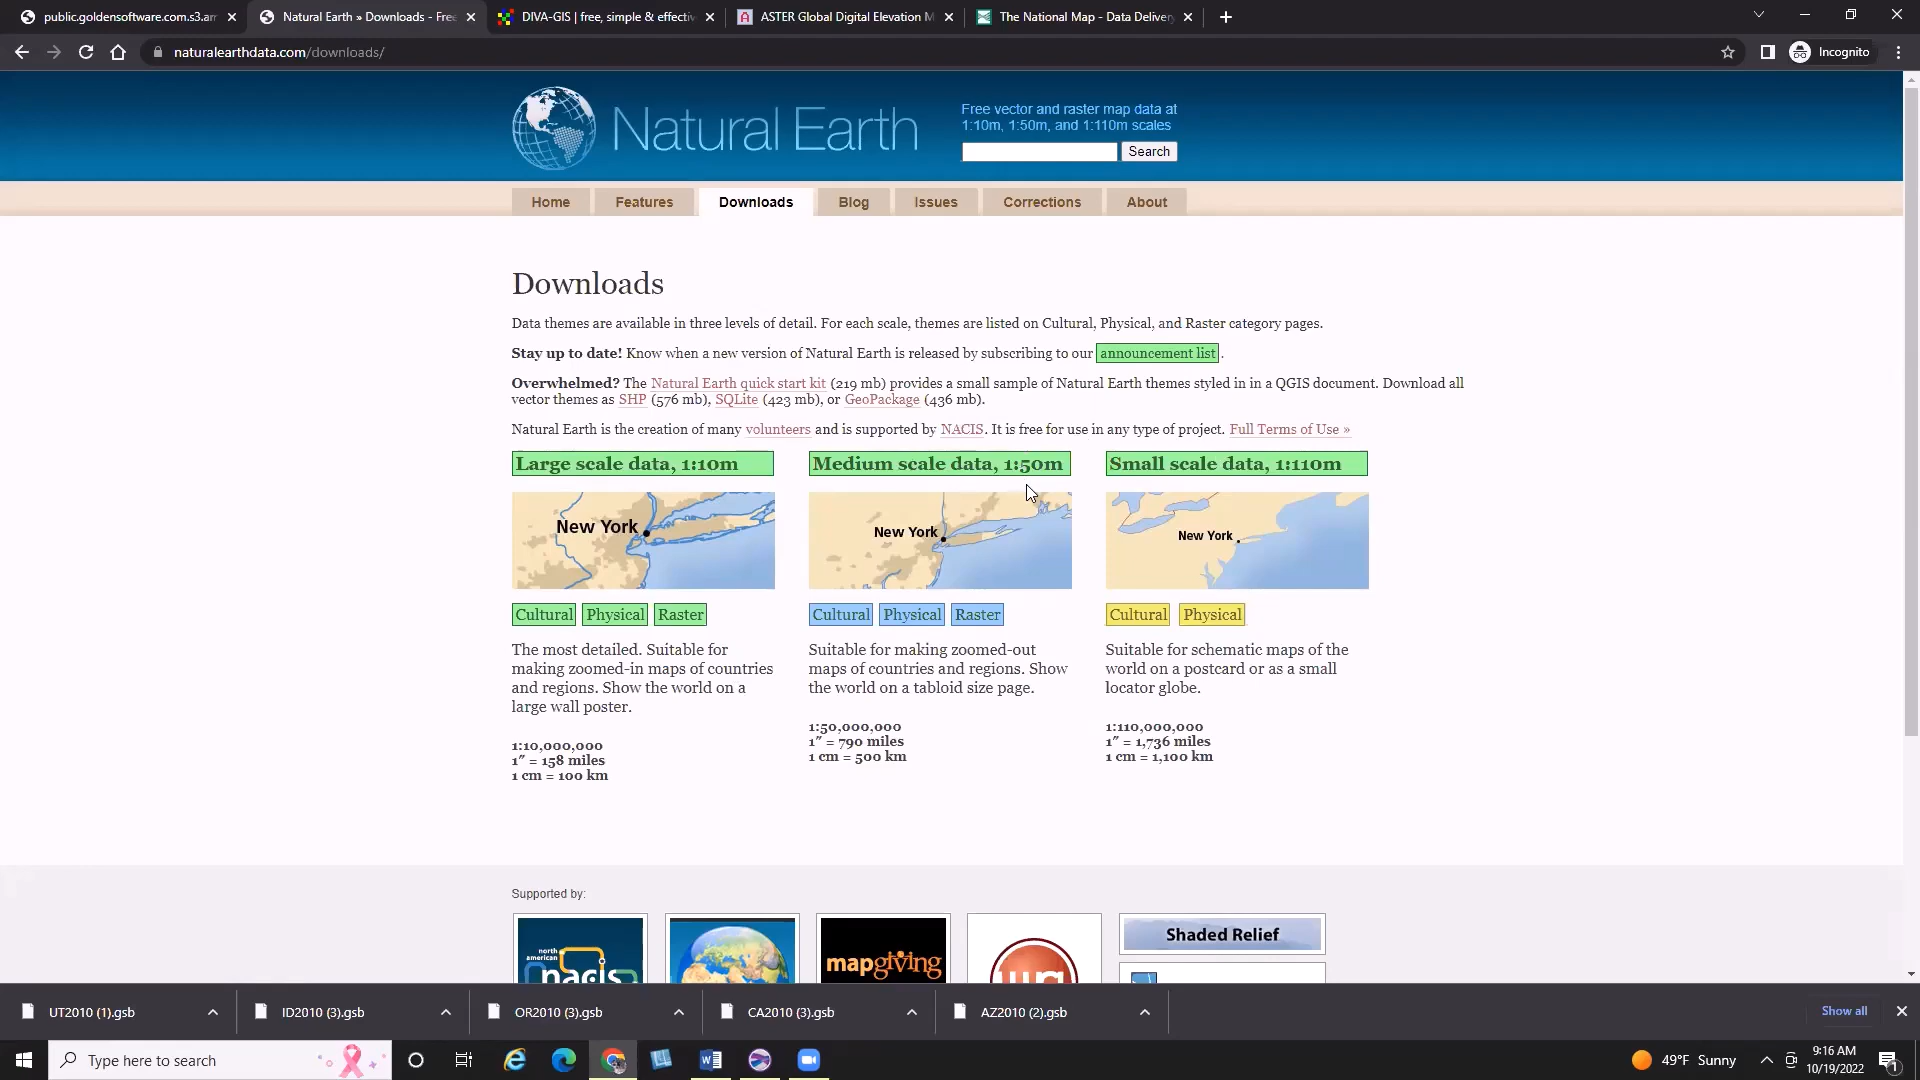 public.goldensoftware.com.s3.am
Natural Earth » Downloads - Free
DIVA-GIS | free, simple & effectiv
ASTER Global Digital Elevation M
The National Map - Data Delivery
naturalearthdata.com/downloads/
Incognito
Natural Earth
Free vector and raster map data at
1:10m, 1:50m, and 1:110m scales
Search
Home
Features
Downloads
Blog
Issues
Corrections
About
Downloads
Data themes are available in three levels of detail. For each scale, themes are listed on Cultural, Physical, and Raster category pages.
Stay up to date! Know when a new version of Natural Earth is released by subscribing to our announcement list.
Overwhelmed? The Natural Earth quick start kit (219 mb) provides a small sample of Natural Earth themes styled in in a QGIS document. Download all
vector themes as SHP (576 mb), SQLite (423 mb), or GeoPackage (436 mb).
Natural Earth is the creation of many volunteers and is supported by NACIS. It is free for use in any type of project. Full Terms of Use »
Large scale data, 1:10m
New York
Cultural Physical Raster
The most detailed. Suitable for
making zoomed-in maps of countries
and regions. Show the world on a
large wall poster.
1:10,000,000
1″ = 158 miles
1 cm = 100 km
Medium scale data, 1:50m
New York
Cultural Physical Raster
Suitable for making zoomed-out
maps of countries and regions. Show
the world on a tabloid size page.
1:50,000,000
1″ = 790 miles
1 cm = 500 km
Small scale data, 1:110m
New York
Cultural Physical
Suitable for schematic maps of the
world on a postcard or as a small
locator globe.
1:110,000,000
1″ = 1,736 miles
1 cm = 1,100 km
Supported by:
north
american
nacis
mapgiving
Shaded Relief
UT2010 (1).gsb
ID2010 (3).gsb
OR2010 (3).gsb
CA2010 (3).gsb
AZ2010 (2).gsb
Show all
Type here to search
49°F Sunny
9:16 AM
10/19/2022
1